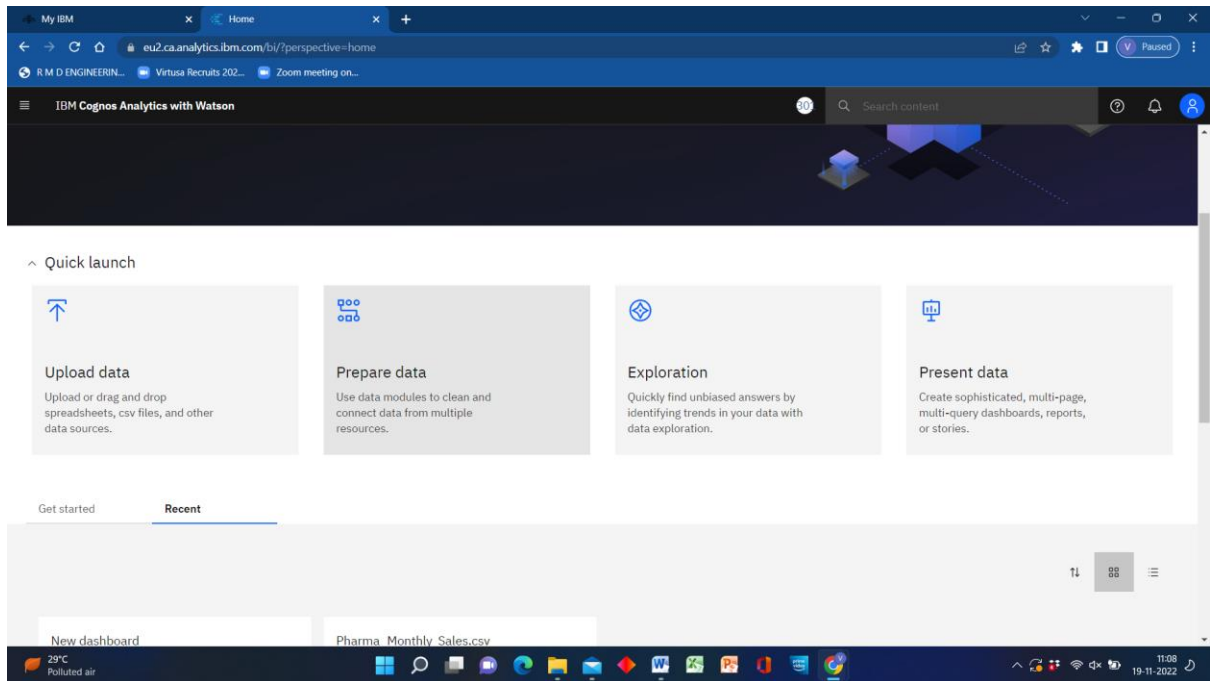 My IBM
Home
eu2.ca.analytics.ibm.com/bi/?perspective=home
Paused
R M D ENGINEERIN...
Virtusa Recruits 202...
Zoom meeting on...
IBM Cognos Analytics with Watson
Search content
Quick launch
Upload data
Upload or drag and drop
spreadsheets, csv files, and other
data sources.
Prepare data
Use data modules to clean and
connect data from multiple
resources.
Exploration
Quickly find unbiased answers by
identifying trends in your data with
data exploration.
Present data
Create sophisticated, multi-page,
multi-query dashboards, reports,
or stories.
Get started
Recent
New dashboard
Pharma_Monthly_Sales.csv
29°C
Polluted air
11:08
19-11-2022